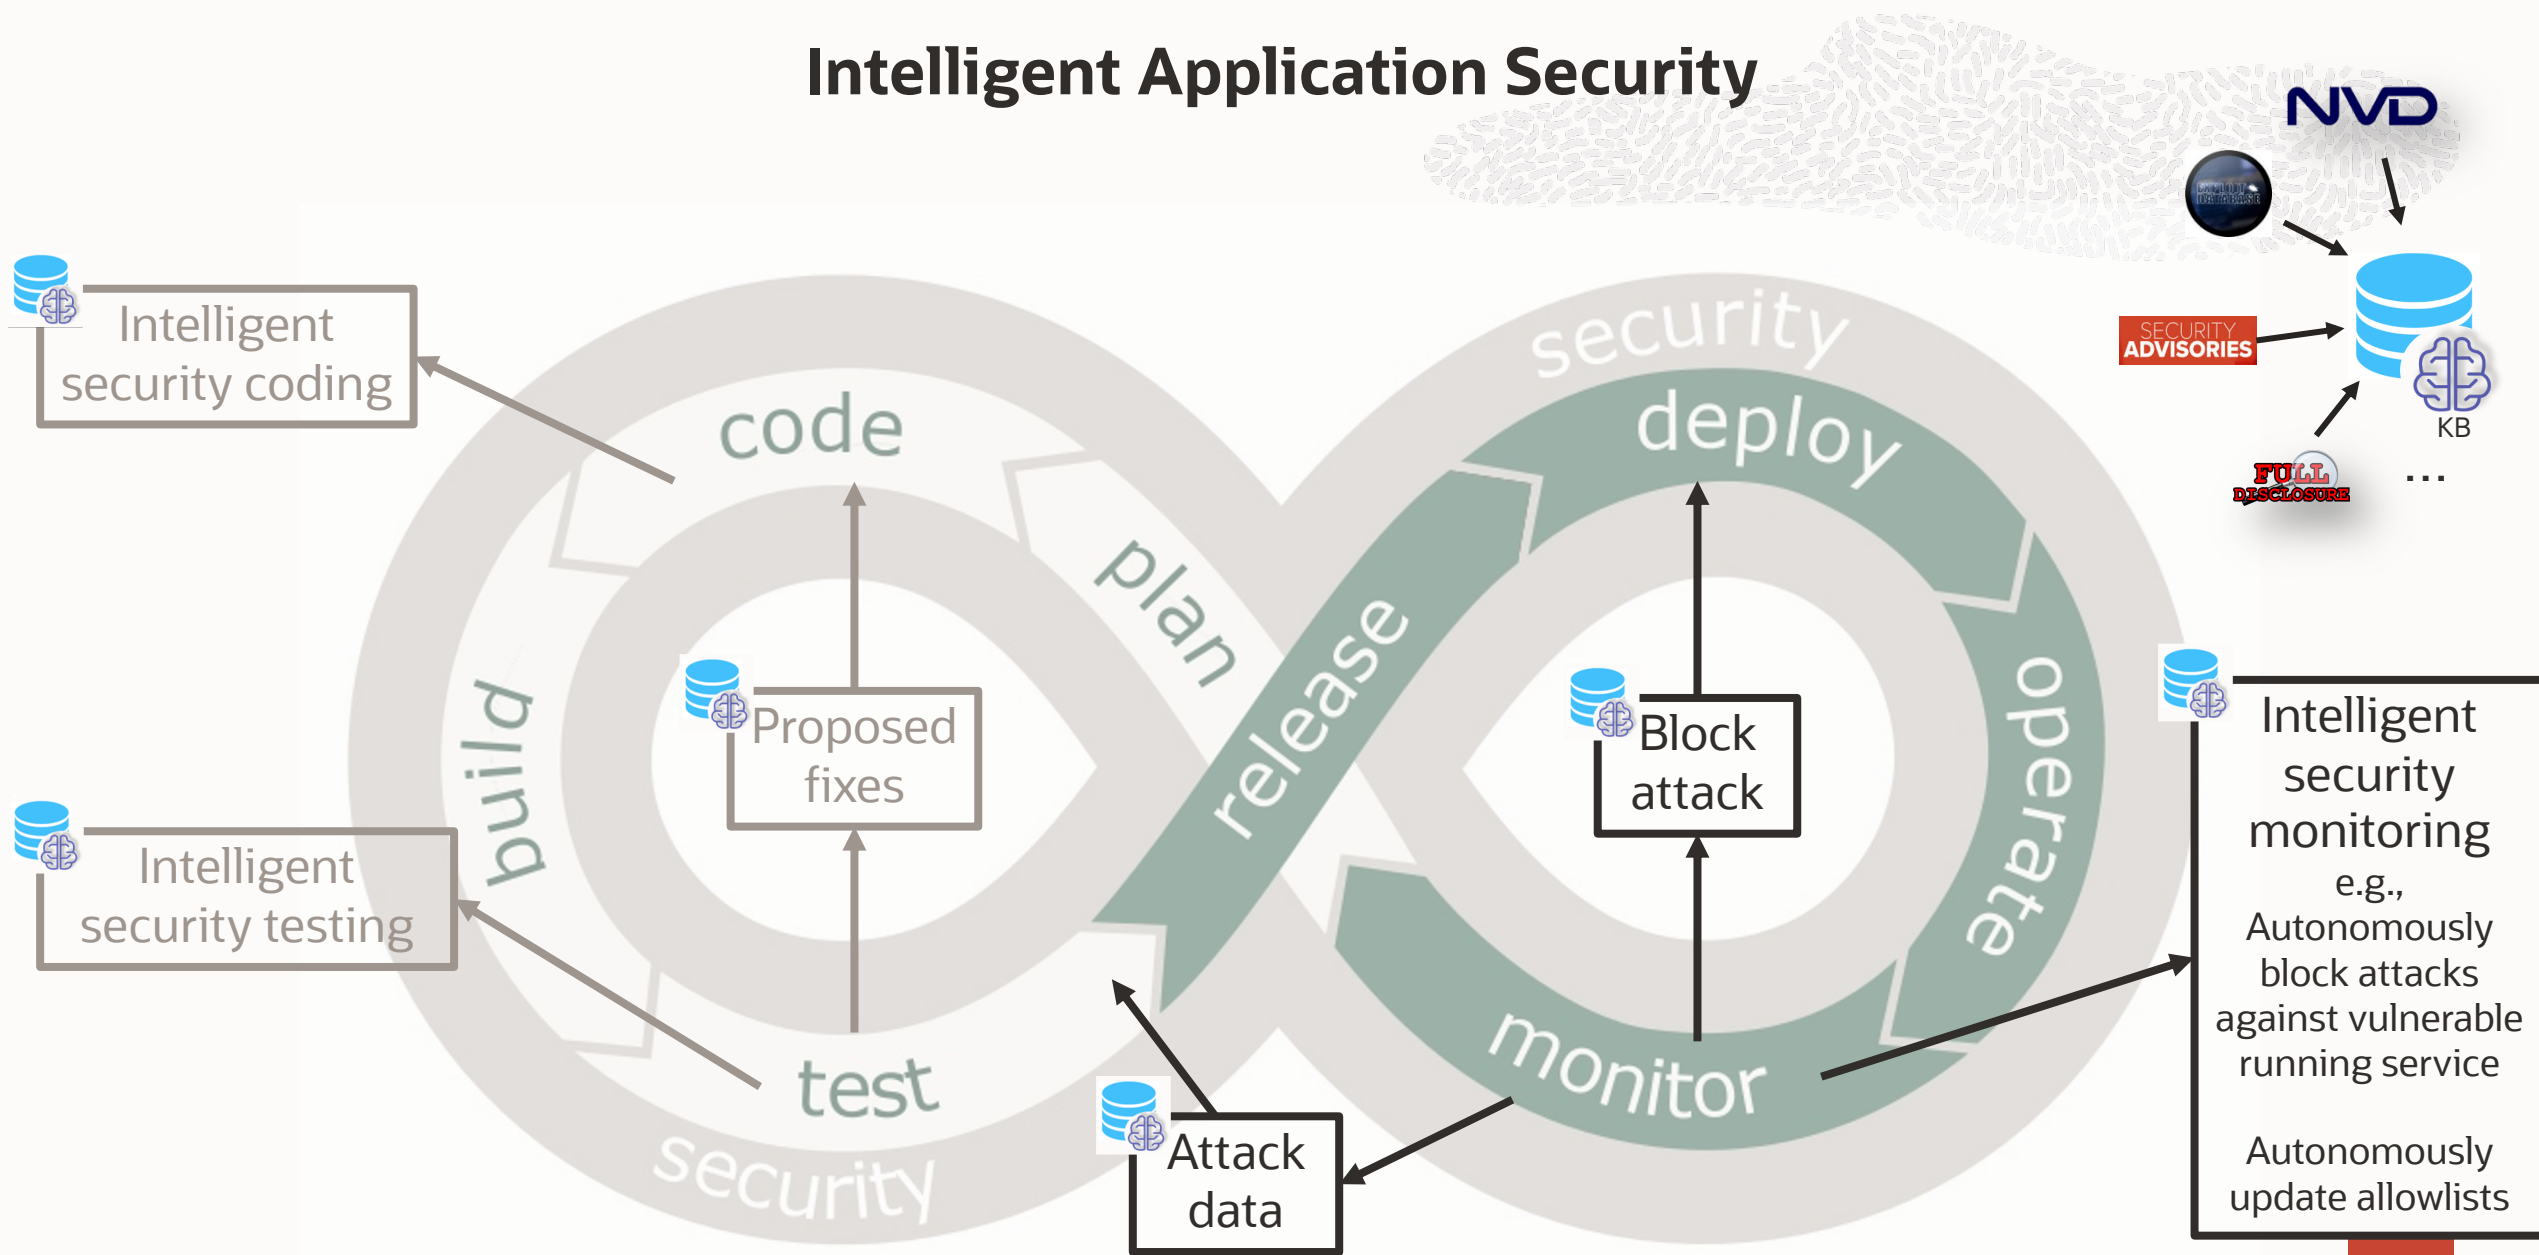 Intelligent Application Security
NVD
EXPLOIT
DATABASE
SECURITY
ADVISORIES
KB
FULL
DISCLOSURE
...
Intelligent
security coding
code
plan
build
test
security
release
security
deploy
operate
monitor
Proposed
fixes
Block
attack
Intelligent
security testing
Attack
data
Intelligent
security
monitoring
e.g.,
Autonomously
block attacks
against vulnerable
running service
Autonomously
update allowlists